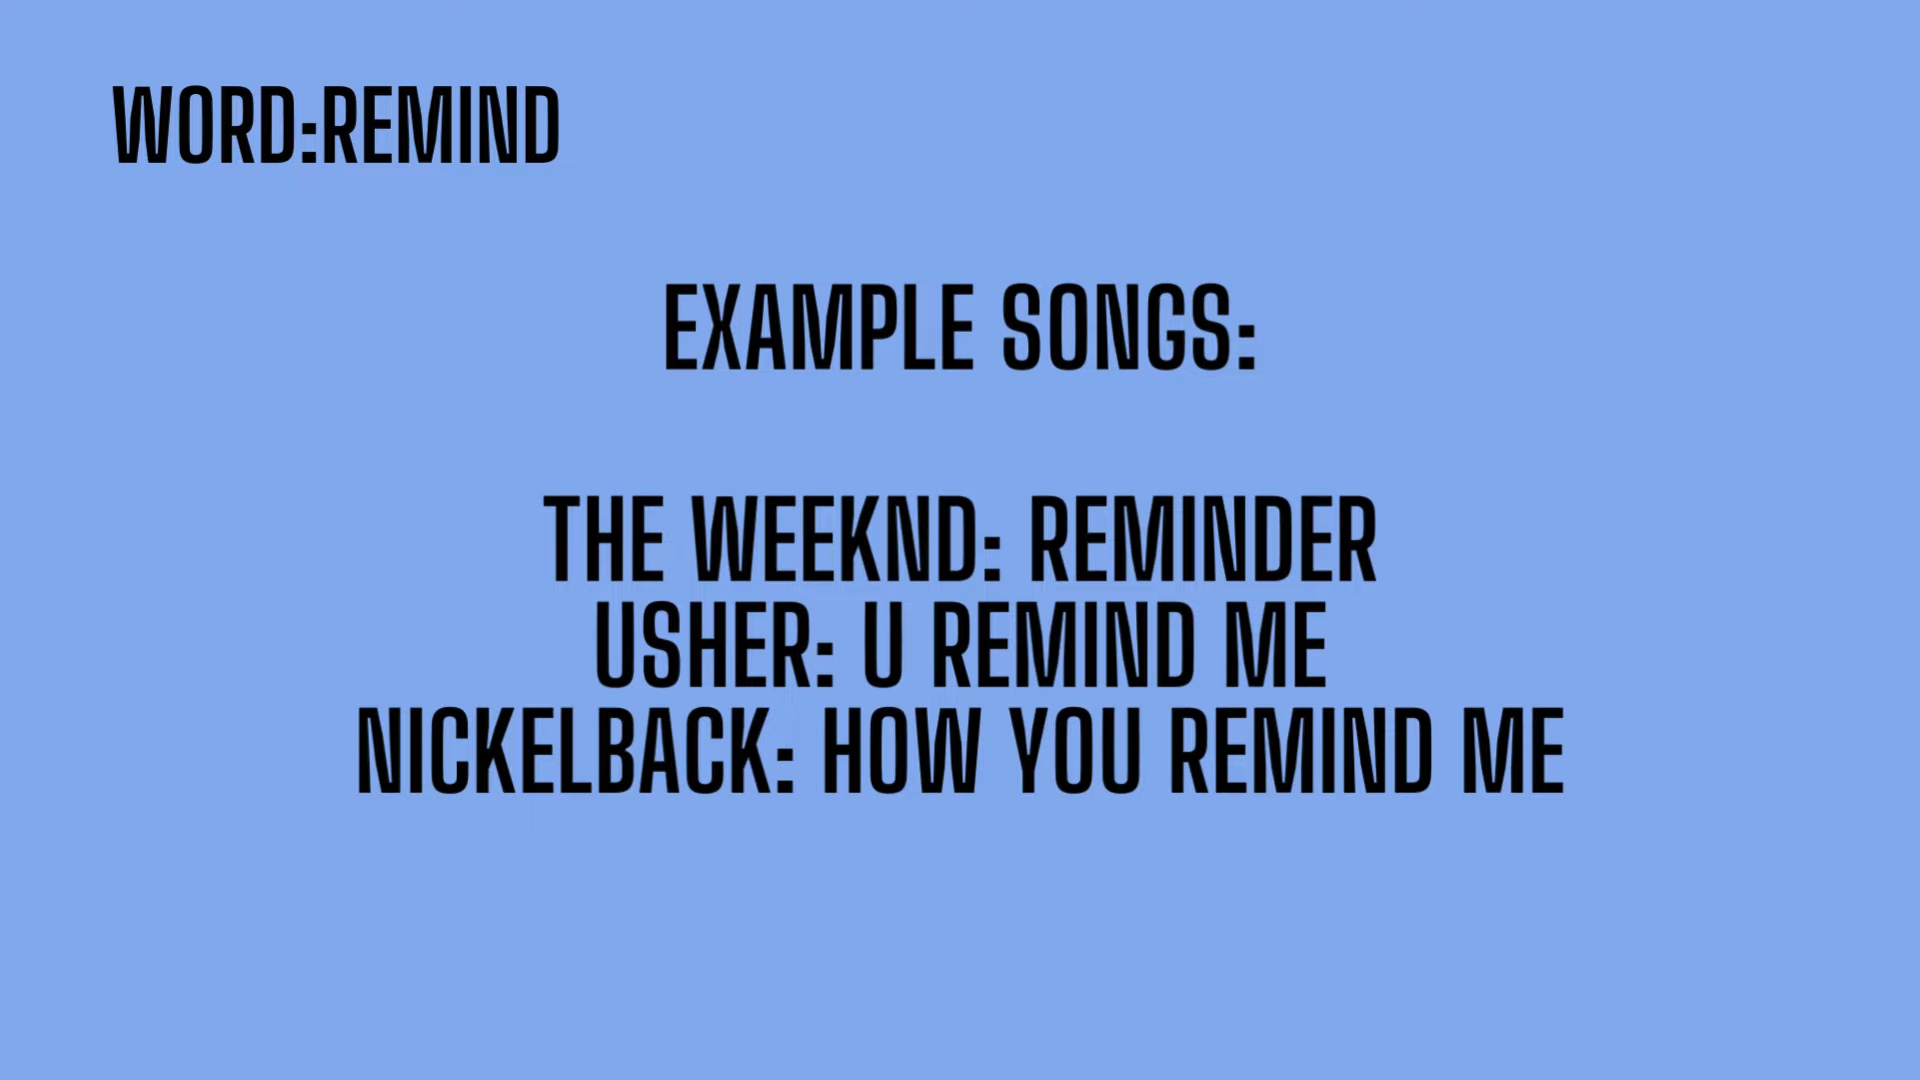 WORD:REMIND
EXAMPLE SONGS:
THE WEEKND: REMINDER
USHER: U REMIND ME
NICKELBACK: HOW YOU REMIND ME